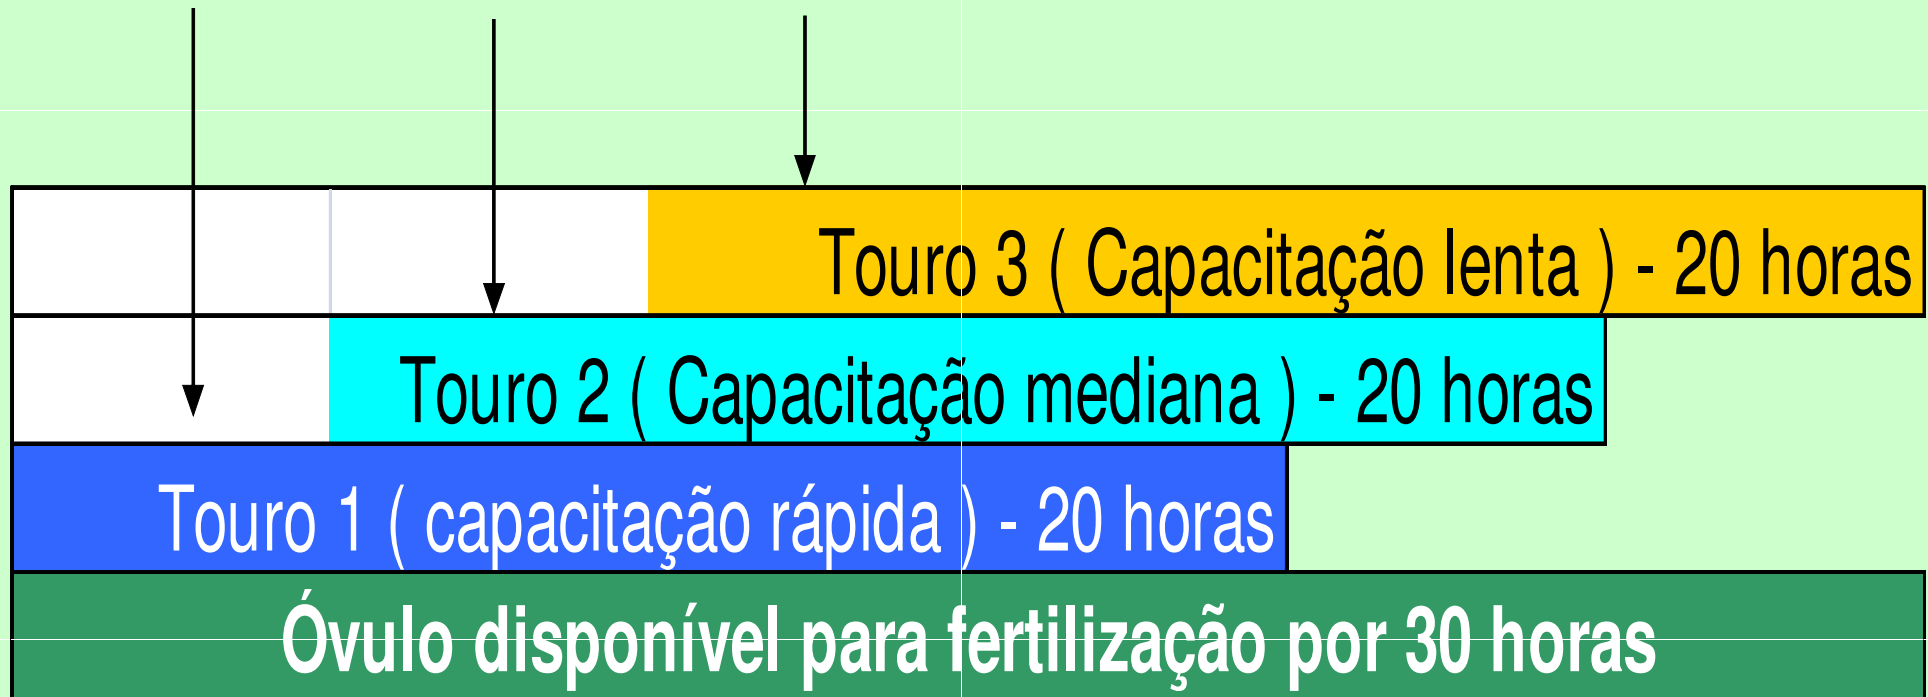 Touro 3 ( Capacitação lenta ) - 20 horas
Touro 2 ( Capacitação mediana ) - 20 horas
Touro 1 ( capacitação rápida ) - 20 horas
Óvulo disponível para fertilização por 30 horas